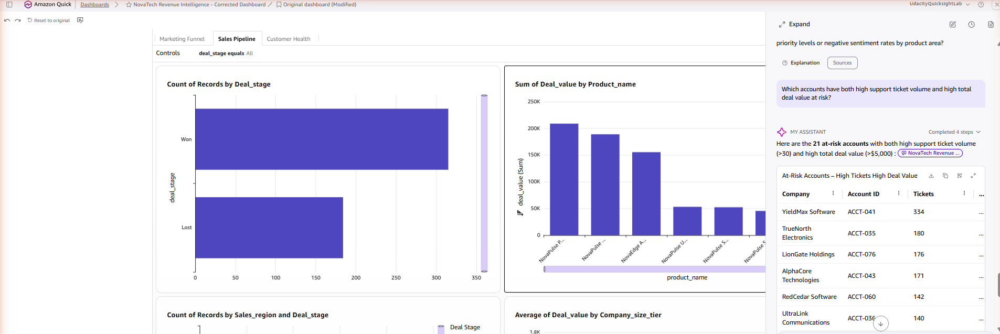 Amazon Quick
Dashboards
NovaTech Revenue Intelligence - Corrected Dashboard
Original dashboard (Modified)
UdacityQuicksightLab
Reset to original
Marketing Funnel
Sales Pipeline
Customer Health
Controls
deal_stage equals All
Count of Records by Deal_stage
deal_stage
Won
Lost
0 50 100 150 200 250 300 350
Sum of Deal_value by Product_name
deal_value (Sum)
250K
200K
150K
100K
50K
0
NovaPulse P...
NovaPulse ...
NovaEdge A...
NovaPulse U...
NovaPulse S...
NovaPulse S
product_name
Count of Records by Sales_region and Deal_stage
Deal Stage
Average of Deal_value by Company_size_tier
1.8K
Expand
priority levels or negative sentiment rates by product area?
Explanation
Sources
Which accounts have both high support ticket volume and high total
deal value at risk?
MY ASSISTANT
Completed 4 steps
Here are the 21 at-risk accounts with both high support ticket volume
(>30) and high total deal value (>$5,000) : NovaTech Revenue ...
At-Risk Accounts – High Tickets High Deal Value
Company Account ID Tickets ...
YieldMax Software ACCT-041 334 ...
TrueNorth
Electronics ACCT-035 180 ...
LionGate Holdings ACCT-076 176 ...
AlphaCore
Technologies ACCT-043 171 ...
RedCedar Software ACCT-060 142 ...
UltraLink
Communications ACCT-036 140 ...